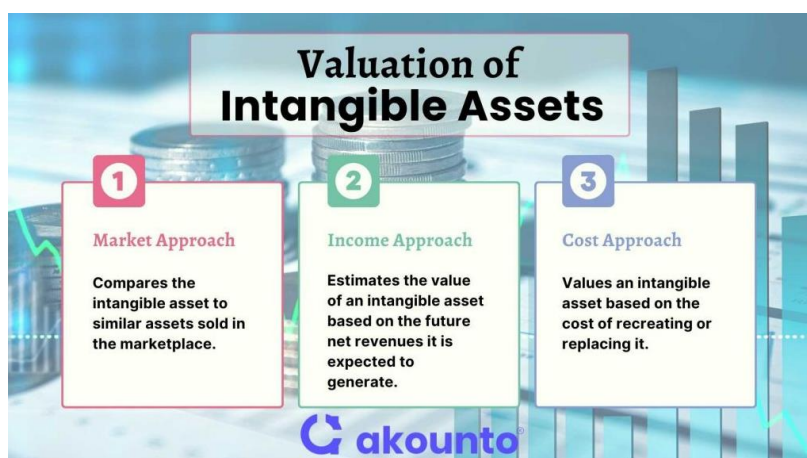 Valuation of
Intangible Assets
1
Market Approach
Compares the
intangible asset to
similar assets sold in
the marketplace.
2
Income Approach
Estimates the value
of an intangible asset
based on the future
net revenues it is
expected to
generate.
3
Cost Approach
Values an intangible
asset based on the
cost of recreating or
replacing it.
akounto®